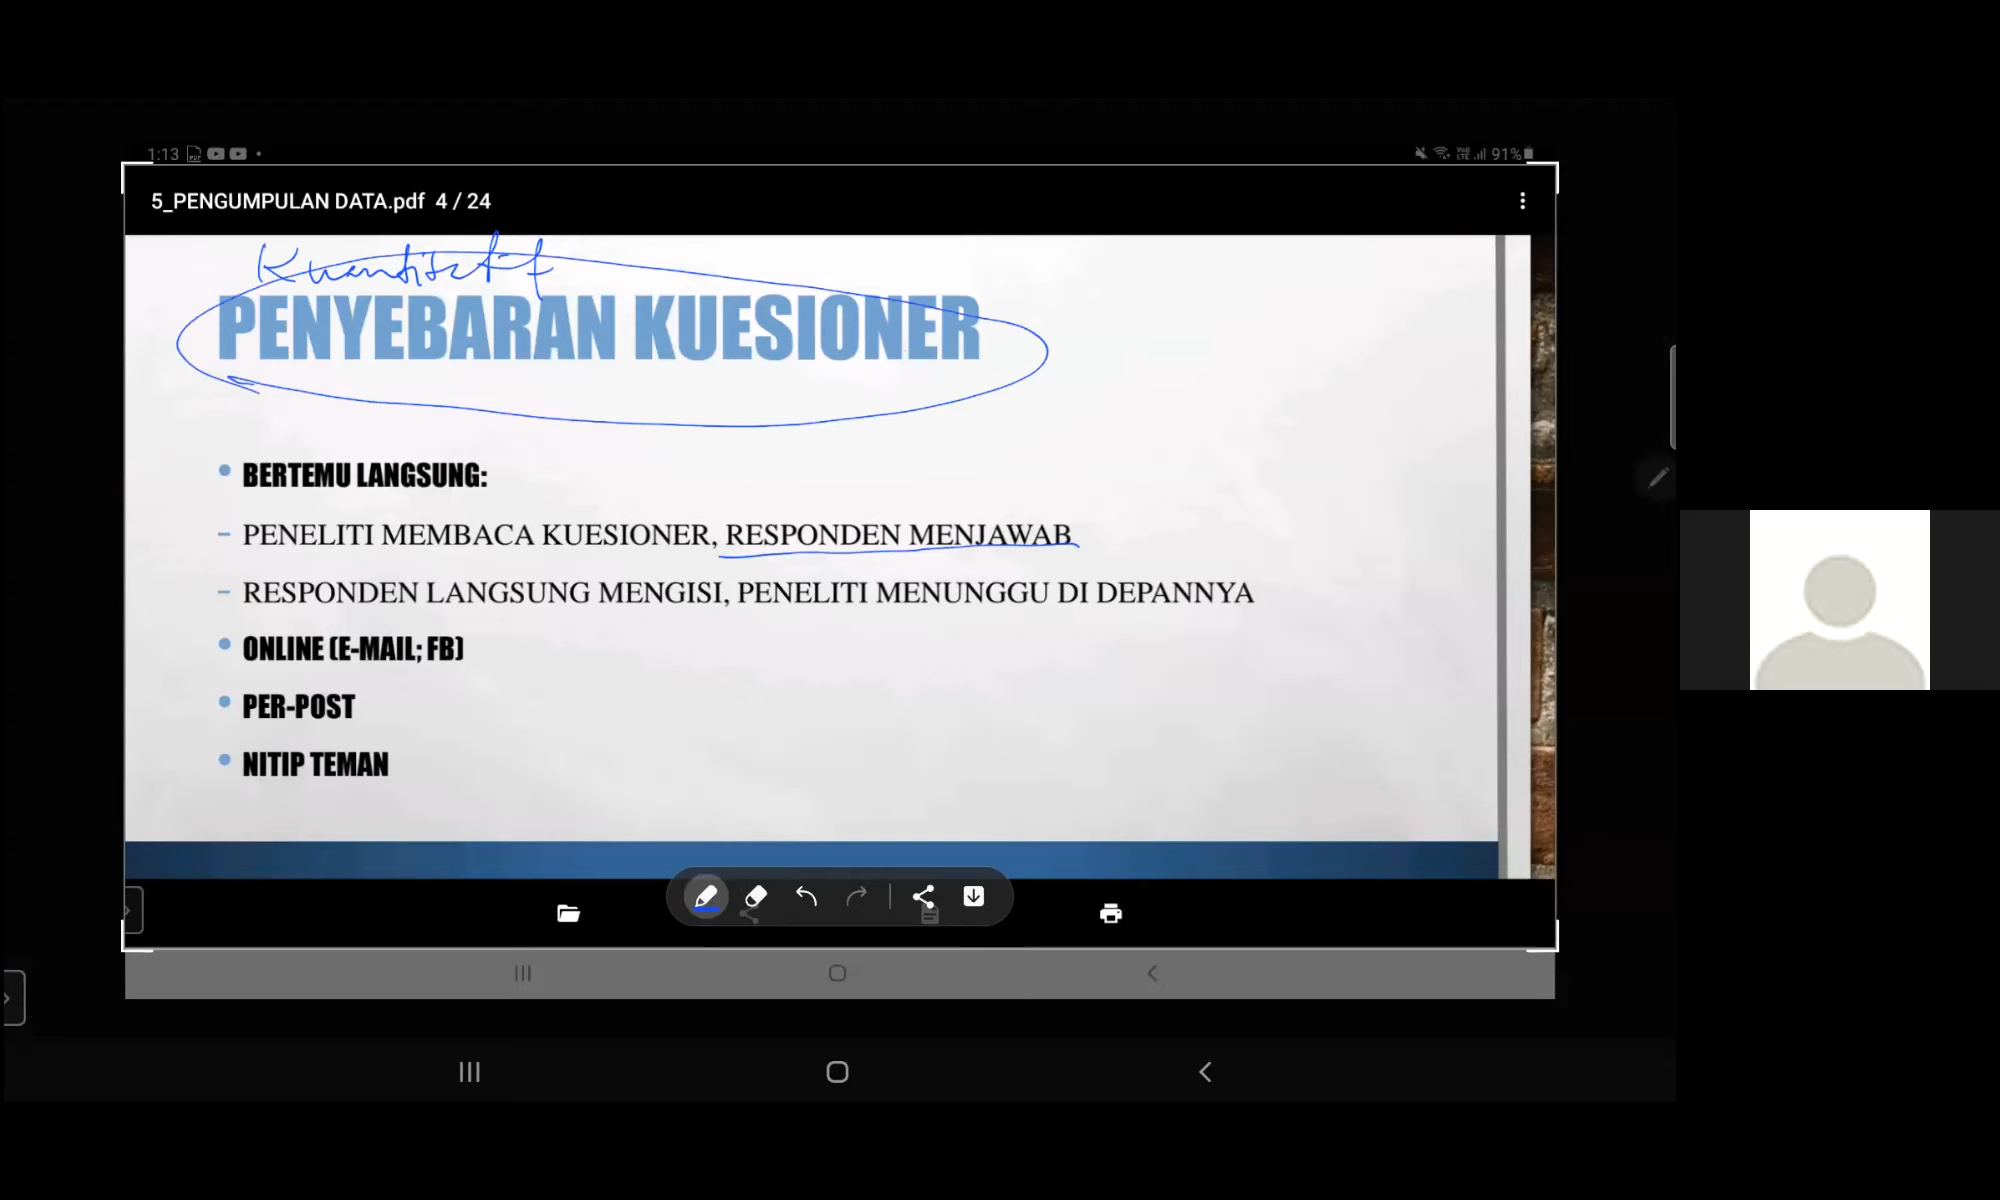 1:13
91%
5_PENGUMPULAN DATA.pdf 4 / 24
Kuantitatif
PENYEBARAN KUESIONER
• BERTEMU LANGSUNG:
– PENELITI MEMBACA KUESIONER, RESPONDEN MENJAWAB
– RESPONDEN LANGSUNG MENGISI, PENELITI MENUNGGU DI DEPANNYA
• ONLINE (E-MAIL; FB)
• PER-POST
• NITIP TEMAN